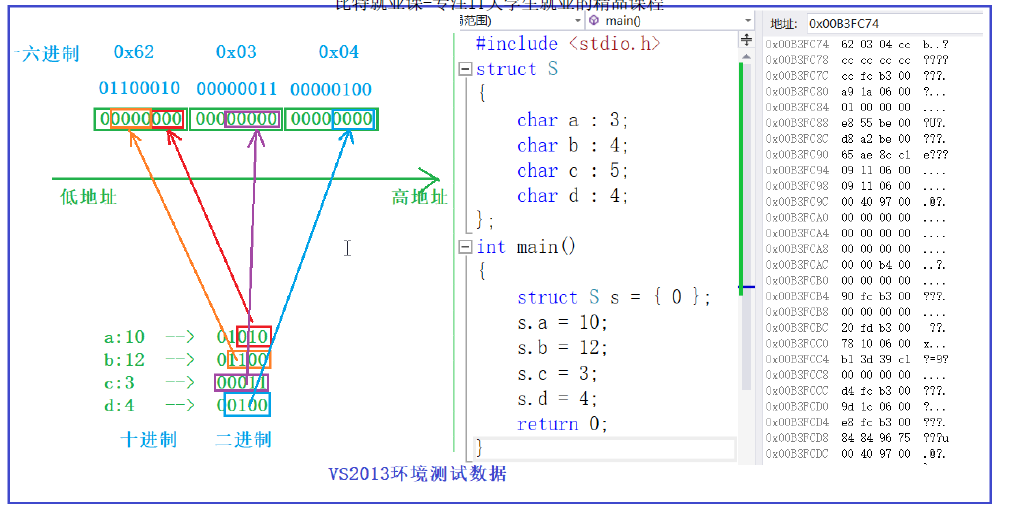 比特就业课-专注IT人学生就业的精品课程
局范围)
main()
地址: 0x00B3FC74
十六进制 0x62 0x03 0x04
01100010 00000011 00000100
00000000 00000000 00000000
低地址 高地址
a:10 --> 01010
b:12 --> 01100
c:3 --> 00011
d:4 --> 00100
十进制 二进制
#include <stdio.h>
struct S
{
char a : 3;
char b : 4;
char c : 5;
char d : 4;
};
int main()
{
struct S s = { 0 };
s.a = 10;
s.b = 12;
s.c = 3;
s.d = 4;
return 0;
}
0x00B3FC74 62 03 04 cc b..?
0x00B3FC78 cc cc cc cc ????
0x00B3FC7C cc fc b3 00 ???.
0x00B3FC80 a9 1a 06 00 ?...
0x00B3FC84 01 00 00 00 ....
0x00B3FC88 e8 55 be 00 ?U?.
0x00B3FC8C d8 a2 be 00 ???.
0x00B3FC90 65 ae 8c c1 e???
0x00B3FC94 09 11 06 00 ....
0x00B3FC98 09 11 06 00 ....
0x00B3FC9C 00 40 97 00 .@?.
0x00B3FCA0 00 00 00 00 ....
0x00B3FCA4 00 00 00 00 ....
0x00B3FCA8 00 00 00 00 ....
0x00B3FCAC 00 00 b4 00 ..?.
0x00B3FCB0 00 00 00 00 ....
0x00B3FCB4 90 fc b3 00 ???.
0x00B3FCB8 00 00 00 00 ....
0x00B3FCBC 20 fd b3 00 ??.
0x00B3FCC0 78 10 06 00 x...
0x00B3FCC4 b1 3d 39 c1 ?=9?
0x00B3FCC8 00 00 00 00 ....
0x00B3FCCC d4 fc b3 00 ???.
0x00B3FCD0 9d 1c 06 00 ?...
0x00B3FCD4 e8 fc b3 00 ???.
0x00B3FCD8 84 84 96 75 ???u
0x00B3FCDC 00 40 97 00 .@?.
VS2013环境测试数据